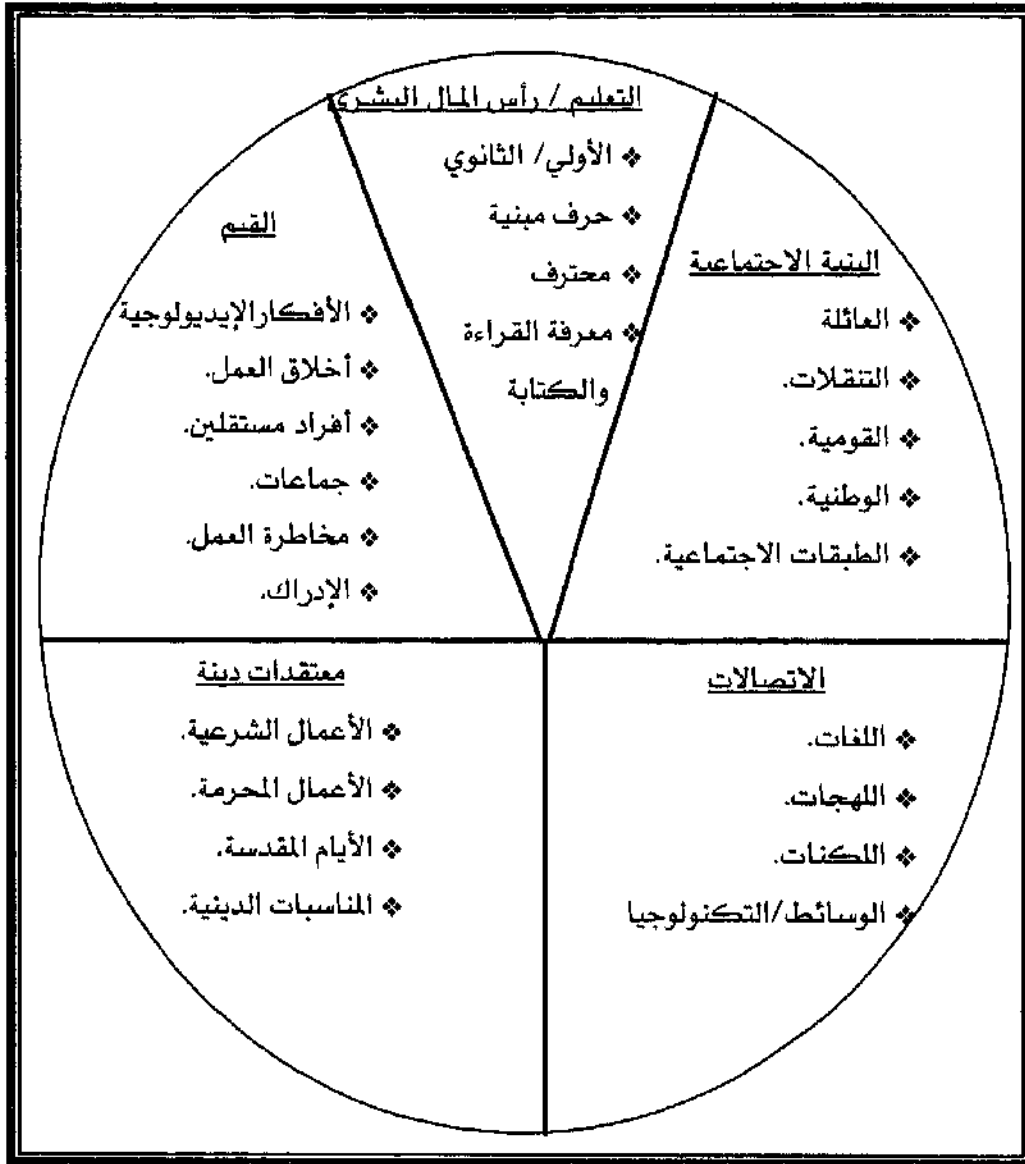 التعليم / رأس المال البشري
❖ الأولي/ الثانوي
❖ حرف مبنية
❖ محترف
❖ معرفة القراءة
والكتابة
البنية الاجتماعية
❖ العائلة
❖ التنقلات.
❖ القومية.
❖ الوطنية.
❖ الطبقات الاجتماعية.
القيم
❖ الأفكار الإيديولوجية
❖ أخلاق العمل.
❖ أفراد مستقلين.
❖ جماعات.
❖ مخاطرة العمل.
❖ الإدراك.
الاتصالات
❖ اللغات.
❖ اللهجات.
❖ اللكنات.
❖ الوسائط/التكنولوجيا
معتقدات دينة
❖ الأعمال الشرعية.
❖ الأعمال المحرمة.
❖ الأيام المقدسة.
❖ المناسبات الدينية.